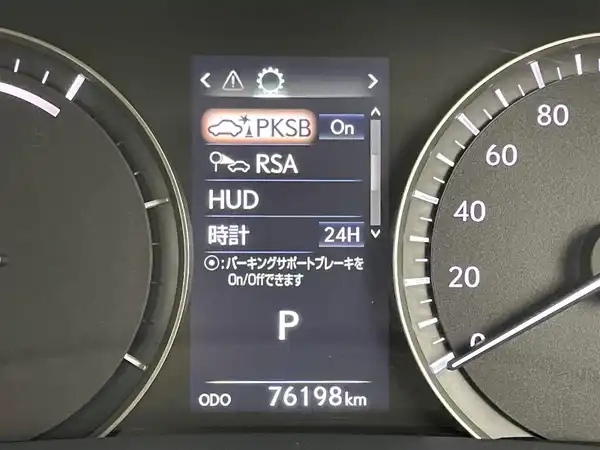 PKSB On
RSA
HUD
時計 24H
⦿:パーキングサポートブレーキを
On/Offできます
P
ODO 76198km
80
60
40
20
0